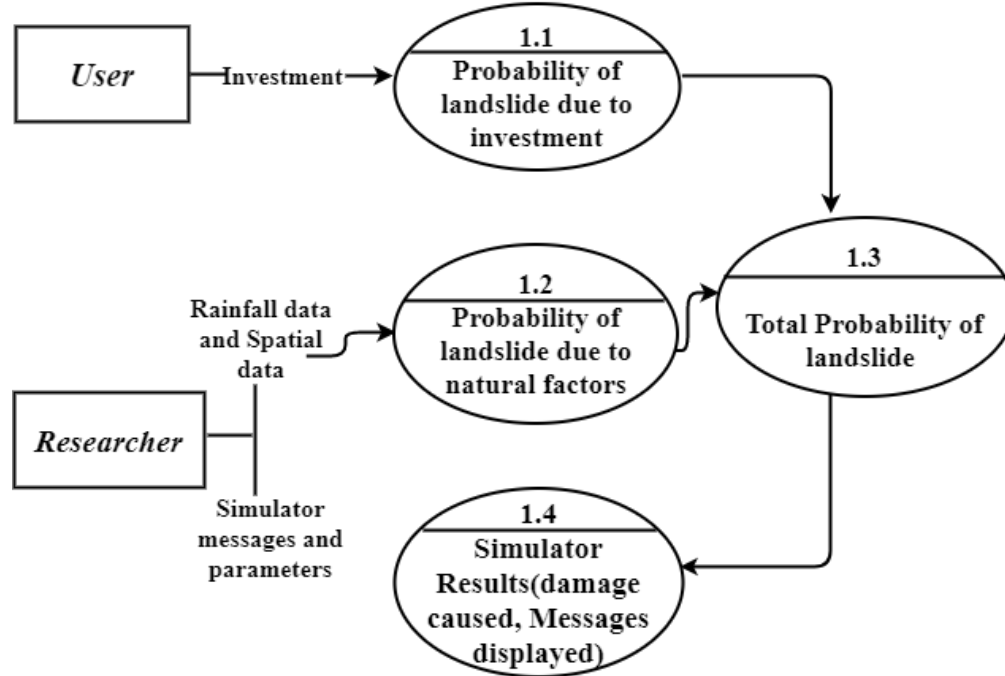 User
Investment
1.1
Probability of
landslide due to
investment
1.2
Probability of
landslide due to
natural factors
1.3
Total Probability of
landslide
Rainfall data
and Spatial
data
Researcher
Simulator
messages and
parameters
1.4
Simulator
Results(damage
caused, Messages
displayed)